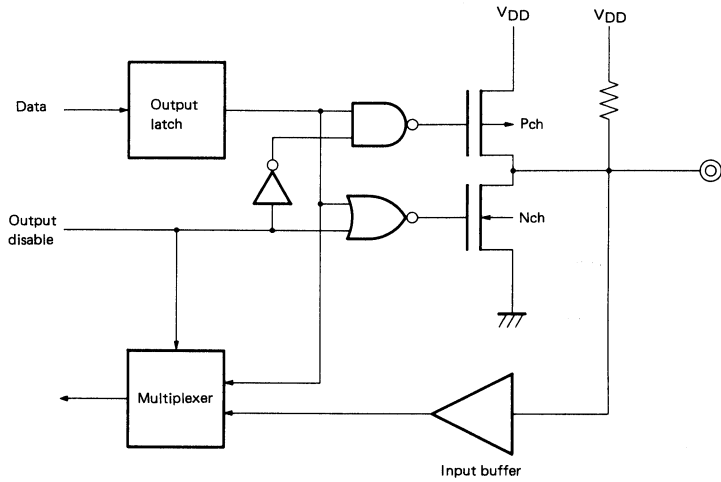 VDD
VDD
Data
Output
latch
Pch
Output
disable
Nch
Multiplexer
Input buffer